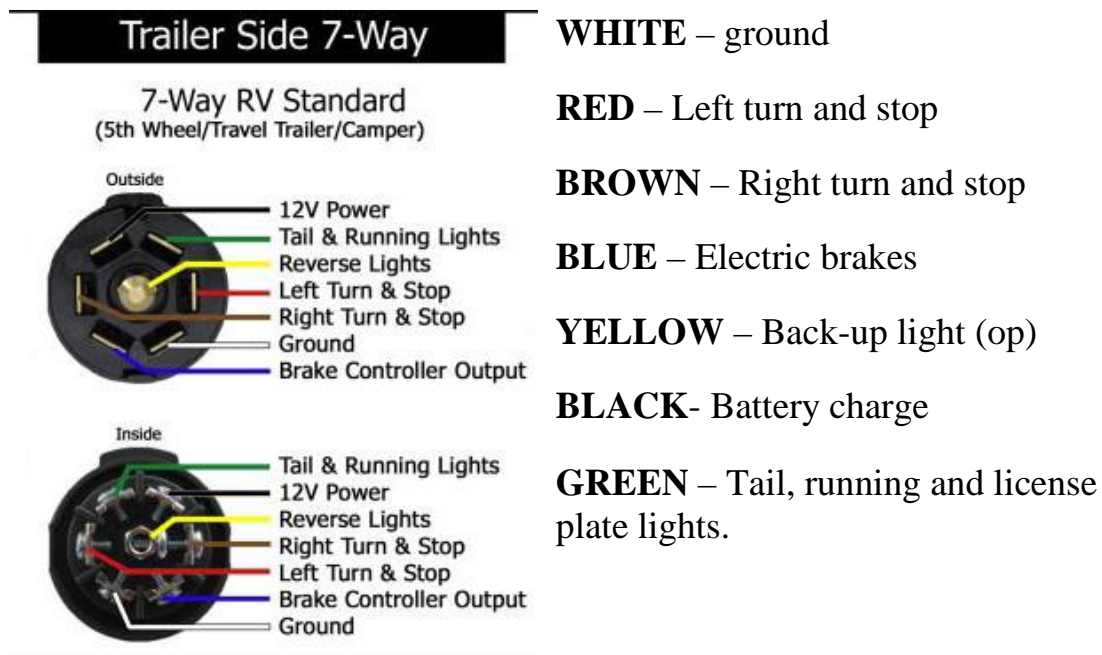 Trailer Side 7-Way
7-Way RV Standard
(5th Wheel/Travel Trailer/Camper)
Outside
12V Power
Tail & Running Lights
Reverse Lights
Left Turn & Stop
Right Turn & Stop
Ground
Brake Controller Output
Inside
Tail & Running Lights
12V Power
Reverse Lights
Right Turn & Stop
Left Turn & Stop
Brake Controller Output
Ground
WHITE – ground
RED – Left turn and stop
BROWN – Right turn and stop
BLUE – Electric brakes
YELLOW – Back-up light (op)
BLACK- Battery charge
GREEN – Tail, running and license
plate lights.